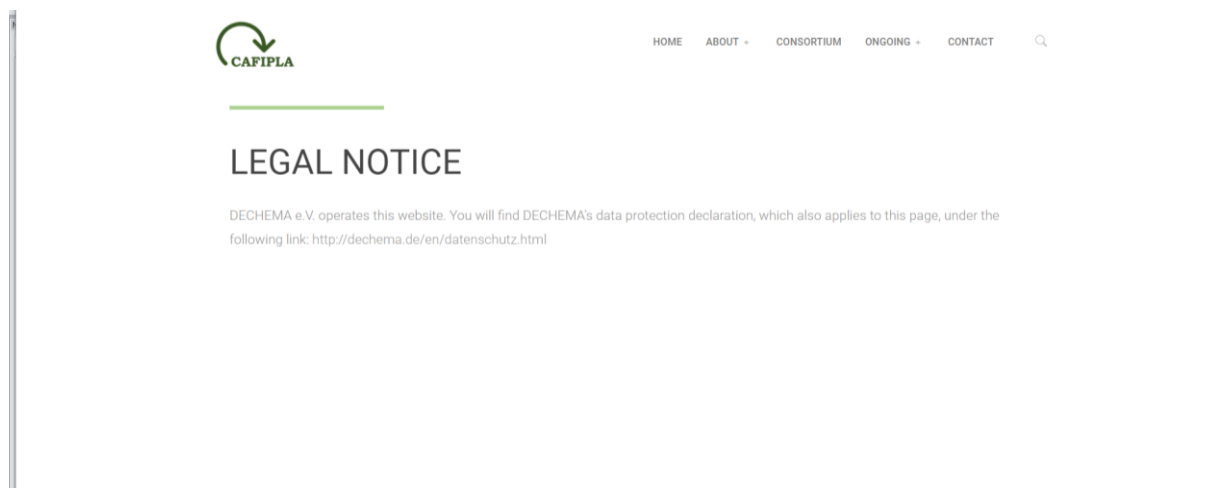 CAFIPLA
HOME ABOUT + CONSORTIUM ONGOING + CONTACT
LEGAL NOTICE
DECHEMA e.V. operates this website. You will find DECHEMA's data protection declaration, which also applies to this page, under the
following link: http://dechema.de/en/datenschutz.html